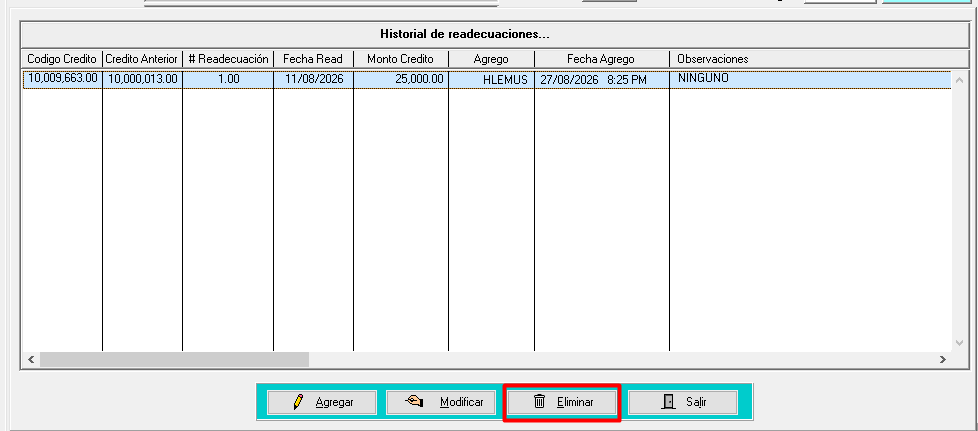 Historial de readecuaciones...
Codigo Credito Credito Anterior # Readecuación Fecha Read Monto Credito Agrego Fecha Agrego Observaciones
10,009,663.00 10,000,013.00 1.00 11/08/2026 25,000.00 HLEMUS 27/08/2026 8:25 PM NINGUNO
Agregar Modificar Eliminar Salir